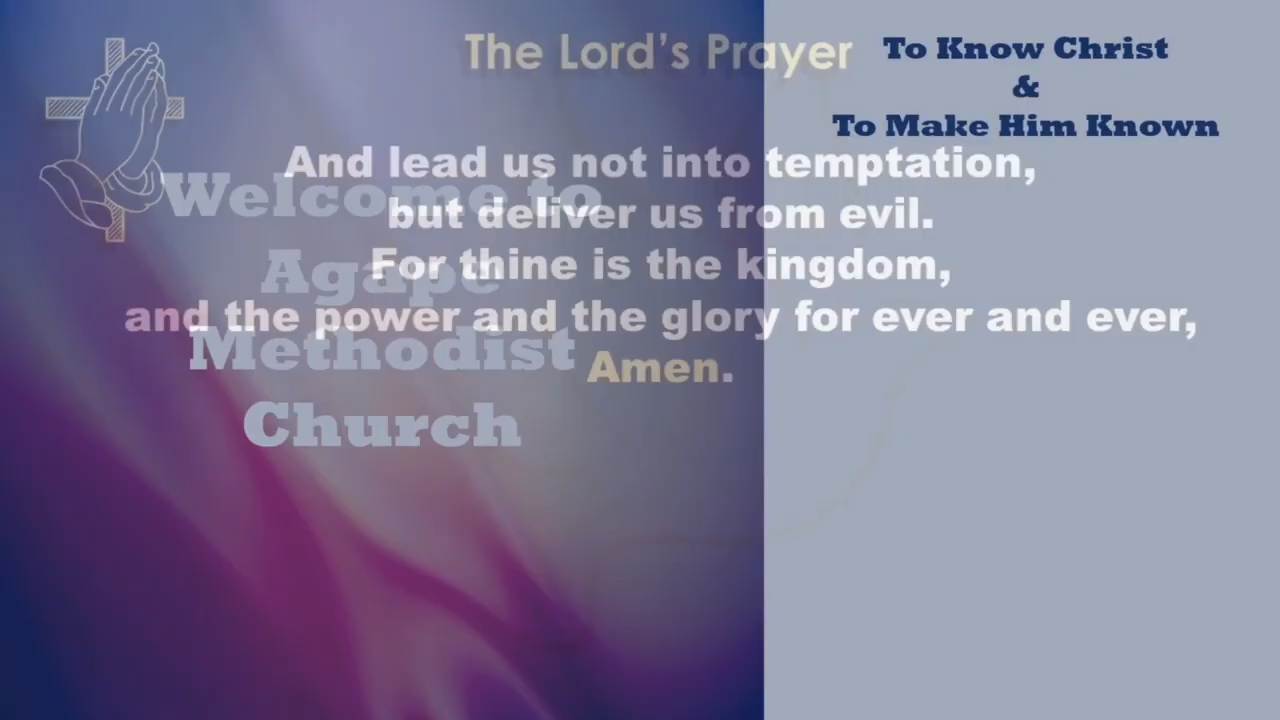 The Lord's Prayer
And lead us not into temptation,
but deliver us from evil.
For thine is the kingdom,
and the power and the glory for ever and ever,
Amen.
Welcome to
Agape
Methodist
Church
To Know Christ
&
To Make Him Known